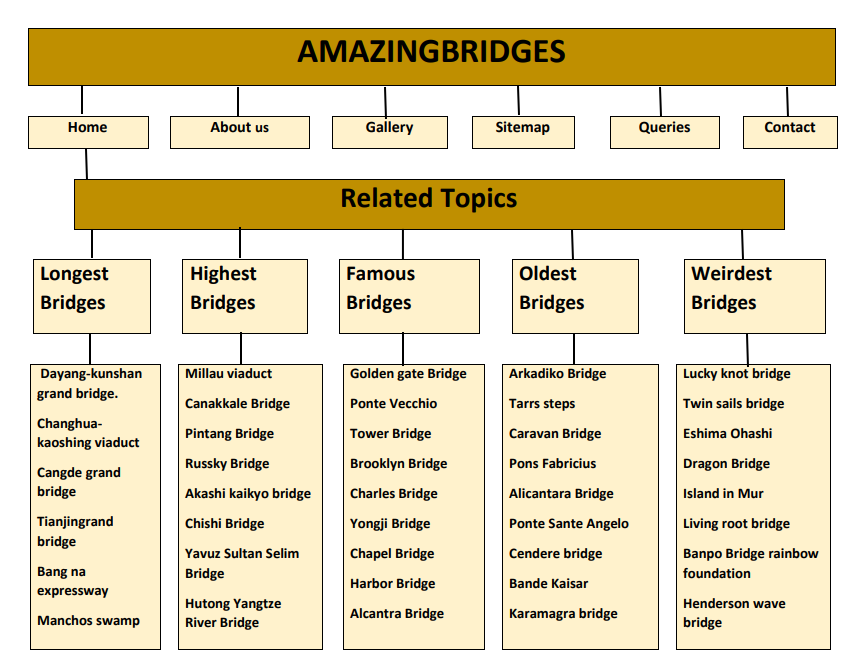 AMAZINGBRIDGES
Home
About us
Gallery
Sitemap
Queries
Contact
Related Topics
Longest
Bridges
Highest
Bridges
Famous
Bridges
Oldest
Bridges
Weirdest
Bridges
Dayang-kunshan
grand bridge.
Changhua-
kaoshing viaduct
Cangde grand
bridge
Tianjingrand
bridge
Bang na
expressway
Manchos swamp
Millau viaduct
Canakkale Bridge
Pintang Bridge
Russky Bridge
Akashi kaikyo bridge
Chishi Bridge
Yavuz Sultan Selim
Bridge
Hutong Yangtze
River Bridge
Golden gate Bridge
Ponte Vecchio
Tower Bridge
Brooklyn Bridge
Charles Bridge
Yongji Bridge
Chapel Bridge
Harbor Bridge
Alcantra Bridge
Arkadiko Bridge
Tarrs steps
Caravan Bridge
Pons Fabricius
Alicantara Bridge
Ponte Sante Angelo
Cendere bridge
Bande Kaisar
Karamagra bridge
Lucky knot bridge
Twin sails bridge
Eshima Ohashi
Dragon Bridge
Island in Mur
Living root bridge
Banpo Bridge rainbow
foundation
Henderson wave
bridge